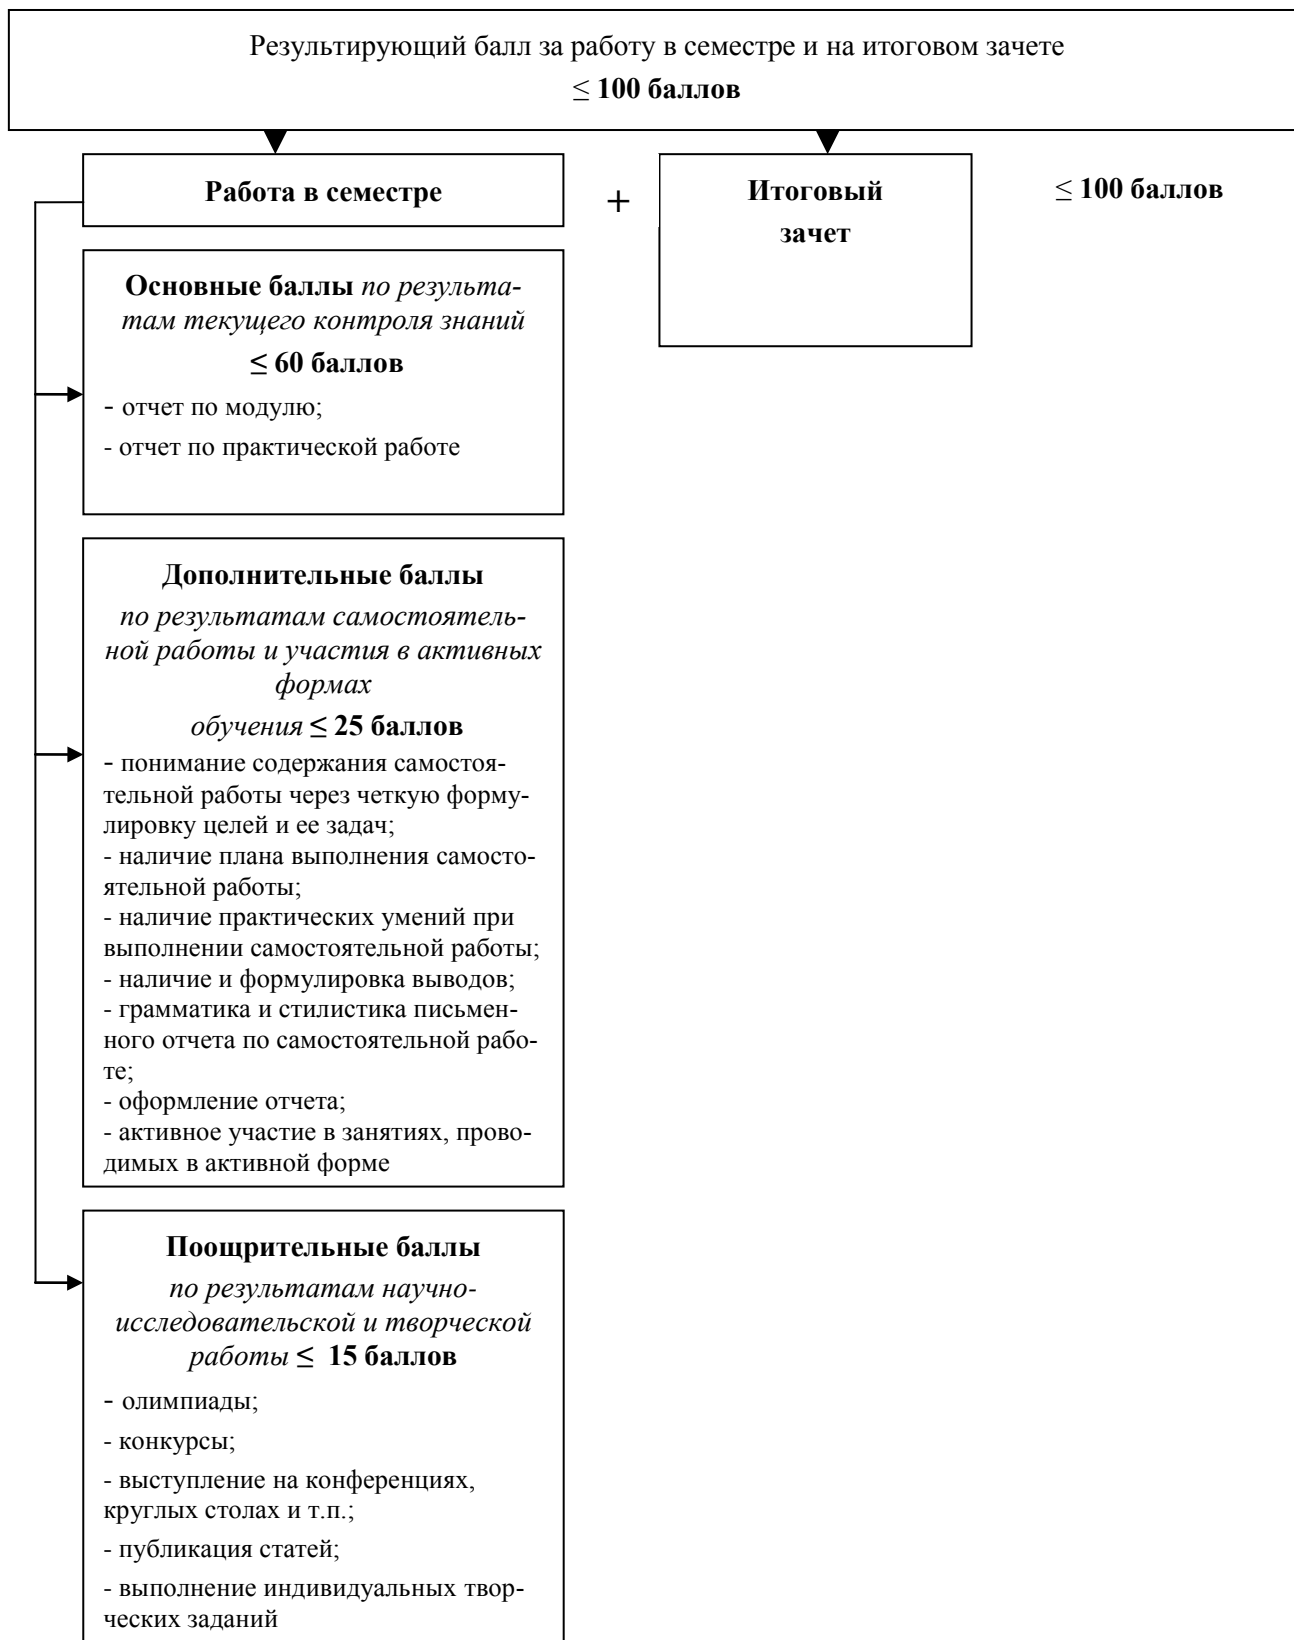 Результирующий балл за работу в семестре и на итоговом зачете
≤ 100 баллов
Работа в семестре
+
Итоговый
зачет
≤ 100 баллов
Основные баллы по результа-
там текущего контроля знаний
≤ 60 баллов
- отчет по модулю;
- отчет по практической работе
Дополнительные баллы
по результатам самостоятель-
ной работы и участия в активных
формах
обучения ≤ 25 баллов
- понимание содержания самостоя-
тельной работы через четкую форму-
лировку целей и ее задач;
- наличие плана выполнения самосто-
ятельной работы;
- наличие практических умений при
выполнении самостоятельной работы;
- наличие и формулировка выводов;
- грамматика и стилистика письмен-
ного отчета по самостоятельной рабо-
те;
- оформление отчета;
- активное участие в занятиях, прово-
димых в активной форме
Поощрительные баллы
по результатам научно-
исследовательской и творческой
работы ≤ 15 баллов
- олимпиады;
- конкурсы;
- выступление на конференциях,
круглых столах и т.п.;
- публикация статей;
- выполнение индивидуальных твор-
ческих заданий